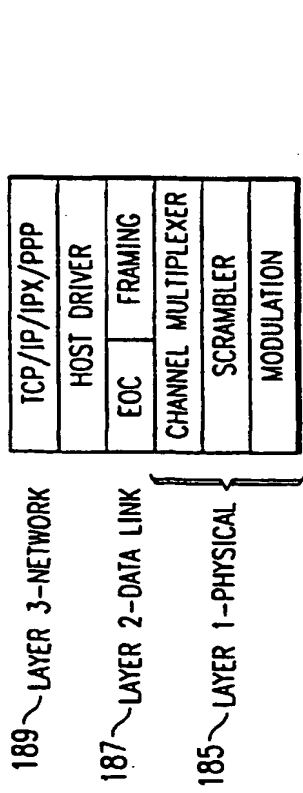 189 LAYER 3-NETWORK
TCP/IP/IPX/PPP
HOST DRIVER
187 LAYER 2-DATA LINK
EOC FRAMING
185 LAYER 1-PHYSICAL
CHANNEL MULTIPLEXER
SCRAMBLER
MODULATION